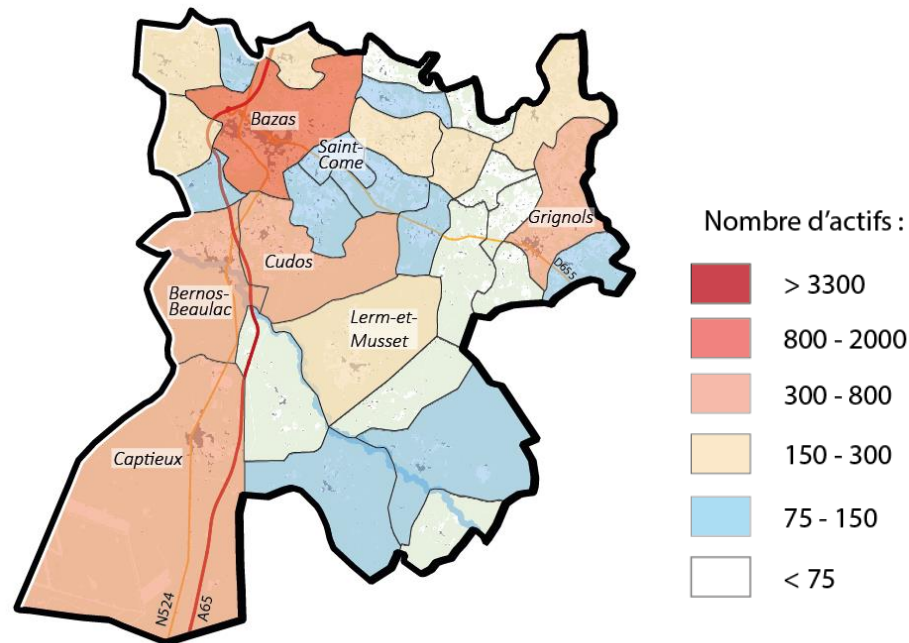 Bazas
Saint-
Come
Grignols
Cudos
D655
Bernos-
Beaulac
Lerm-et-
Musset
Captieux
N524
A65
Nombre d’actifs :
> 3300
800 - 2000
300 - 800
150 - 300
75 - 150
< 75